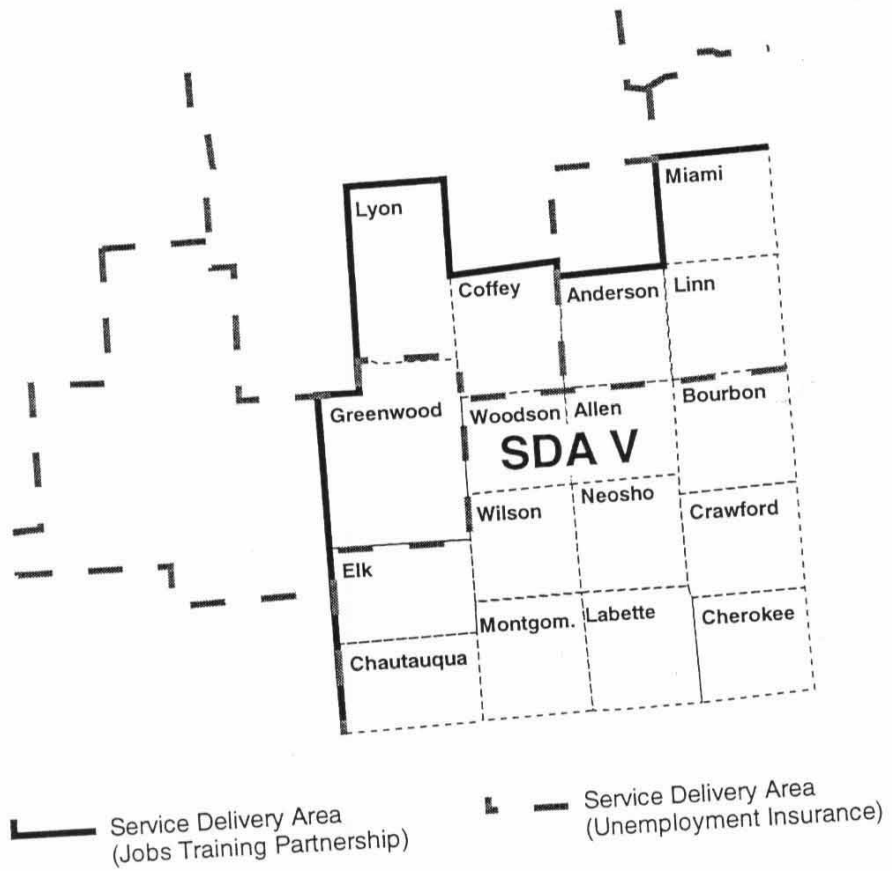 Miami
Lyon
Coffey
Anderson
Linn
Greenwood
Woodson
Allen
Bourbon
SDA V
Wilson
Neosho
Crawford
Elk
Montgom.
Labette
Cherokee
Chautauqua
Service Delivery Area
(Jobs Training Partnership)
Service Delivery Area
(Unemployment Insurance)